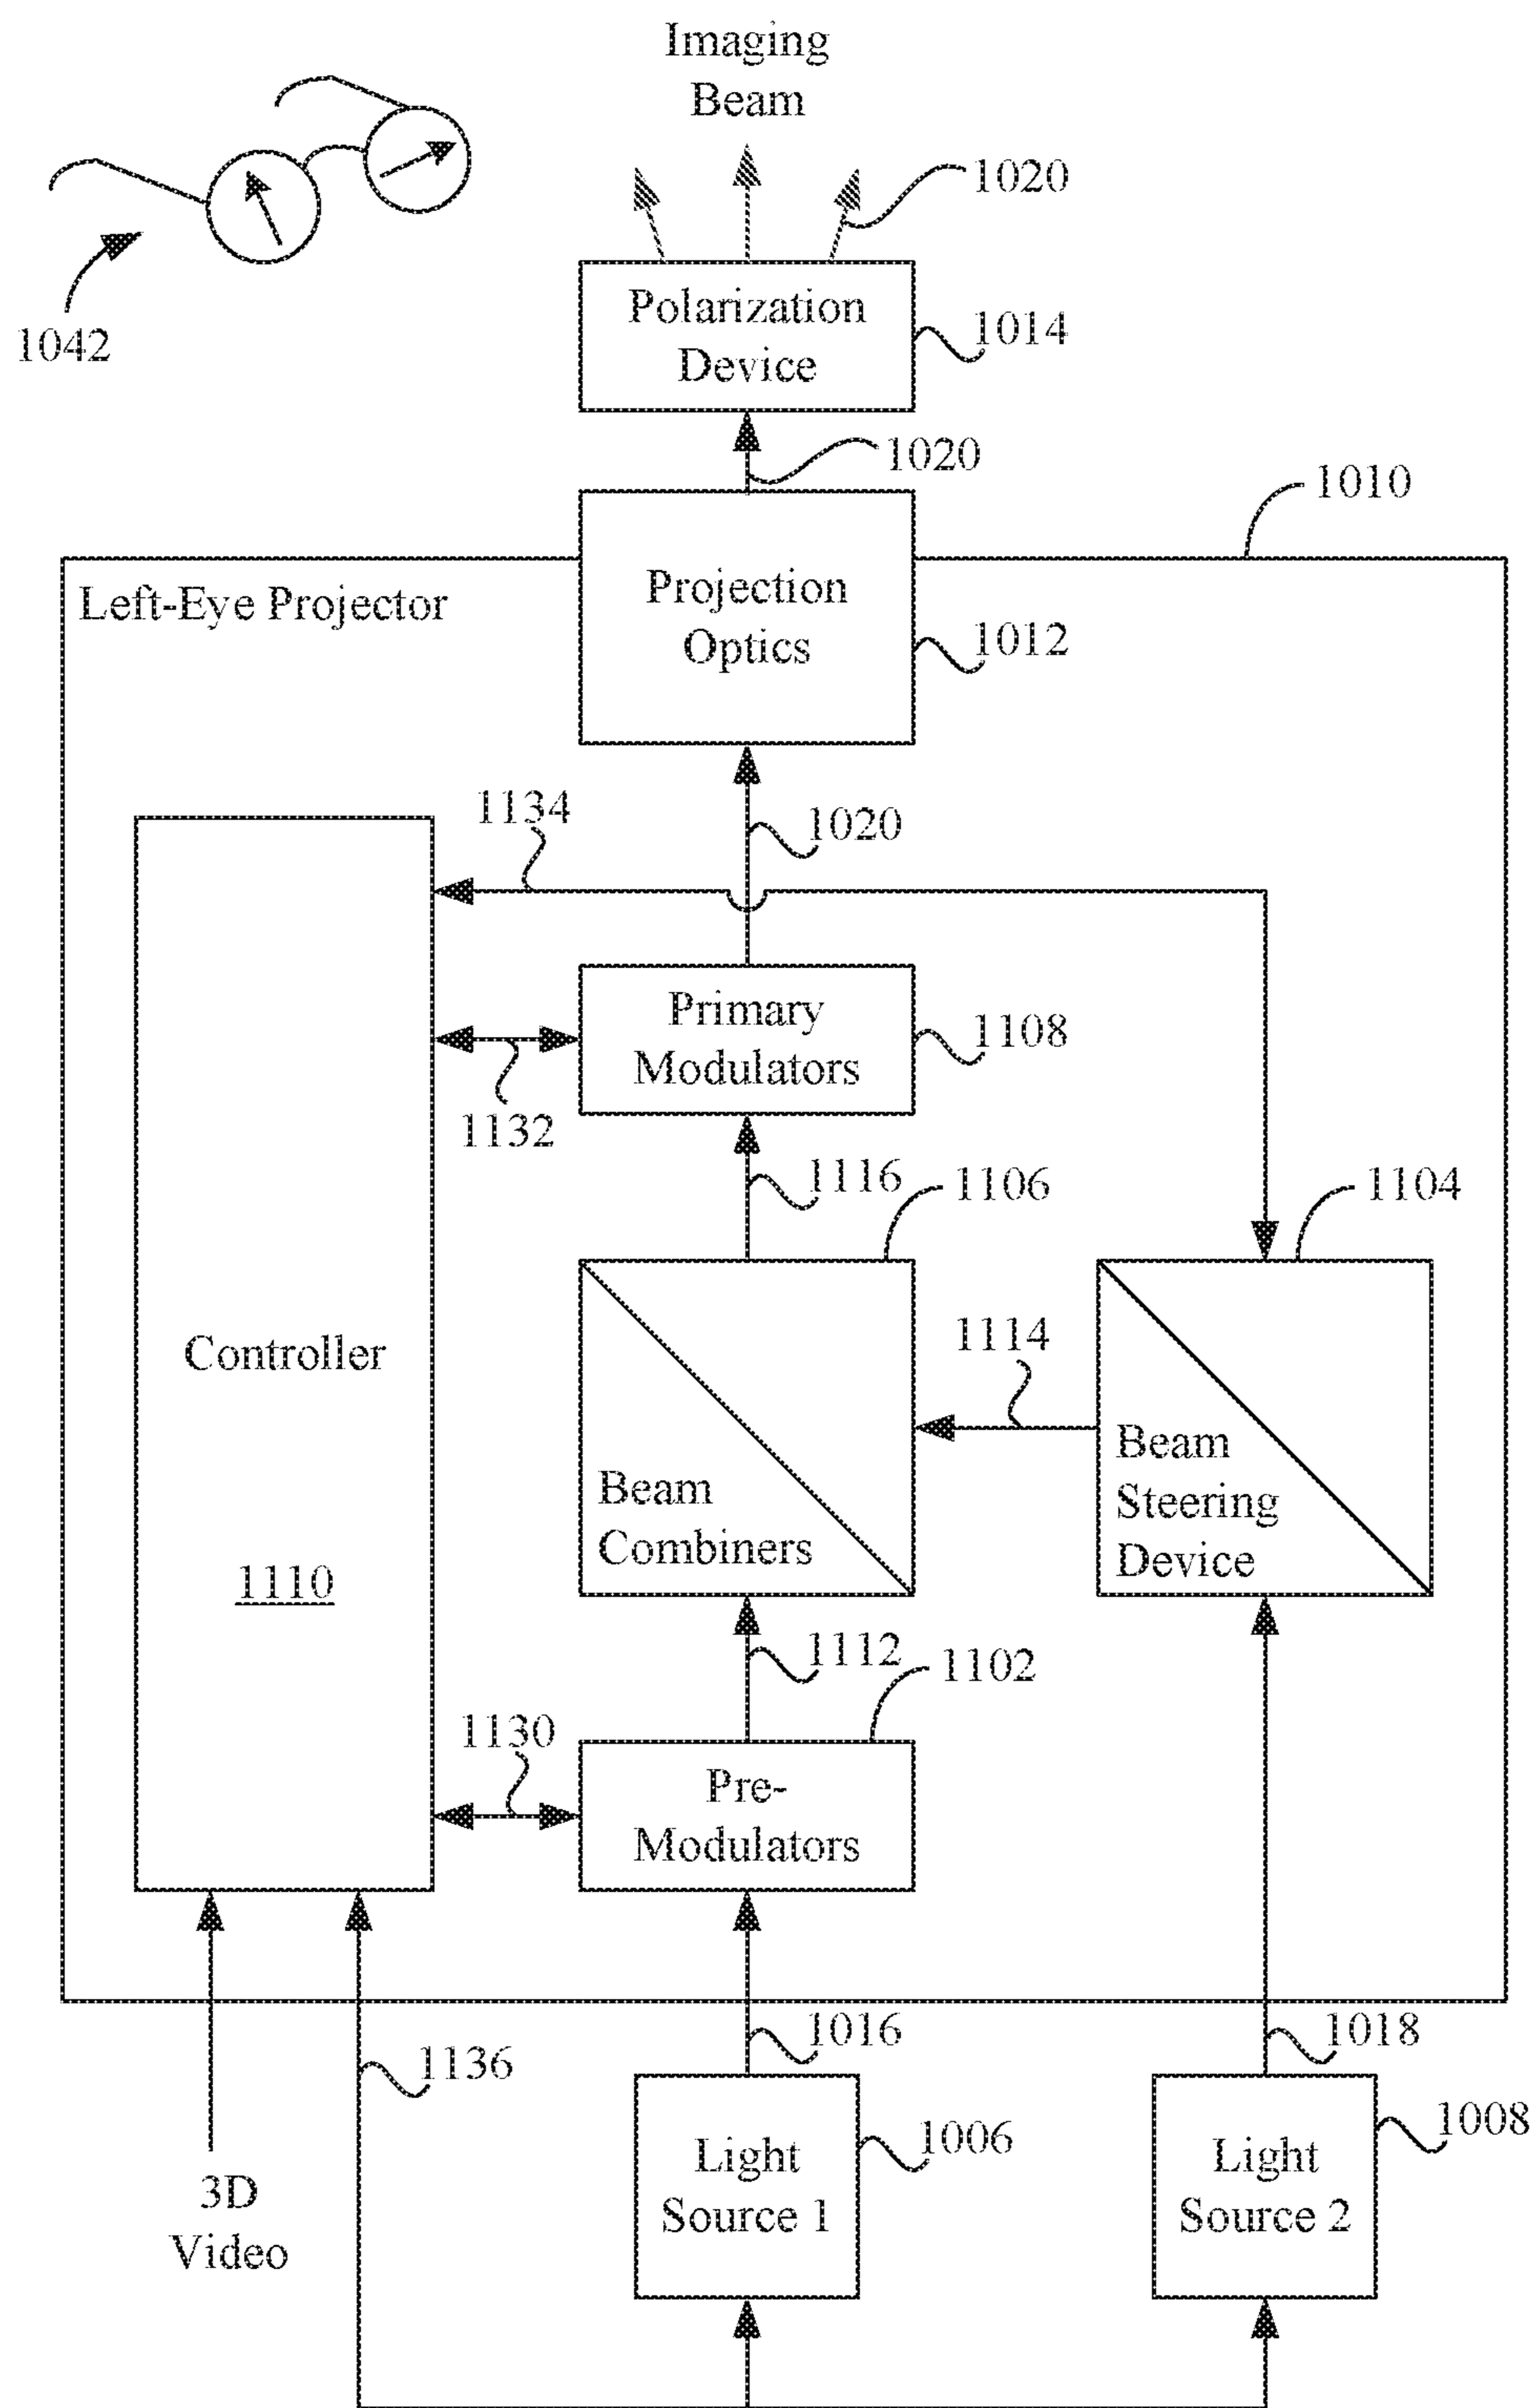 Imaging
Beam
1020
1042
Polarization
Device
1014
1020
1010
Left-Eye Projector
Projection
Optics
1012
1134
1020
Primary
Modulators
1108
1132
1116
1106
1104
Controller
1110
1114
Beam
Combiners
Beam
Steering
Device
1112
1102
1130
Pre-
Modulators
1016
1018
1136
3D
Video
Light
Source 1
1006
Light
Source 2
1008